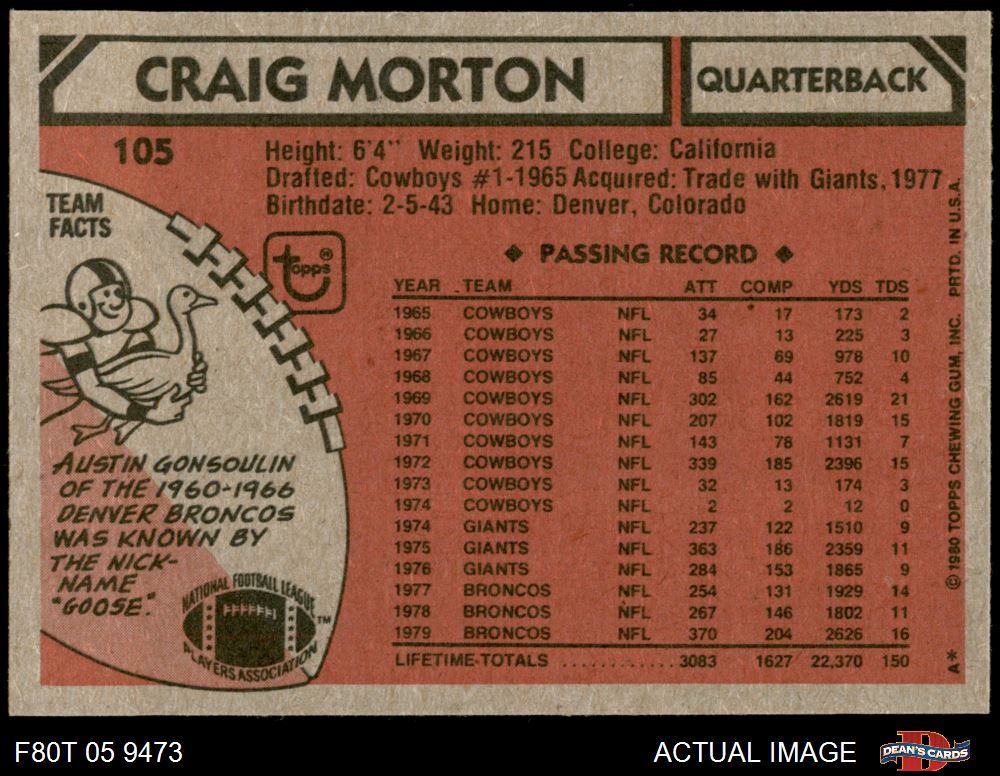 CRAIG MORTON
QUARTERBACK
105
Height: 6'4" Weight: 215 College: California
Drafted: Cowboys #1-1965 Acquired: Trade with Giants, 1977
Birthdate: 2-5-43 Home: Denver, Colorado
TEAM
FACTS
topps®
AUSTIN GONSOULIN
OF THE 1960-1966
DENVER BRONCOS
WAS KNOWN BY
THE NICK-
NAME
"GOOSE."
NATIONAL FOOTBALL LEAGUE
PLAYERS ASSOCIATION
TM
◆ PASSING RECORD ◆
YEAR TEAM ATT COMP YDS TDS
1965 COWBOYS NFL 34 17 173 2
1966 COWBOYS NFL 27 13 225 3
1967 COWBOYS NFL 137 69 978 10
1968 COWBOYS NFL 85 44 752 4
1969 COWBOYS NFL 302 162 2619 21
1970 COWBOYS NFL 207 102 1819 15
1971 COWBOYS NFL 143 78 1131 7
1972 COWBOYS NFL 339 185 2396 15
1973 COWBOYS NFL 32 13 174 3
1974 COWBOYS NFL 2 2 12 0
1974 GIANTS NFL 237 122 1510 9
1975 GIANTS NFL 363 186 2359 11
1976 GIANTS NFL 284 153 1865 9
1977 BRONCOS NFL 254 131 1929 14
1978 BRONCOS NFL 267 146 1802 11
1979 BRONCOS NFL 370 204 2626 16
LIFETIME TOTALS ........... 3083 1627 22,370 150
A* © 1980 TOPPS CHEWING GUM, INC. PRTD. IN U.S.A.
F80T 05 9473
ACTUAL IMAGE
D
DEAN'S CARDS